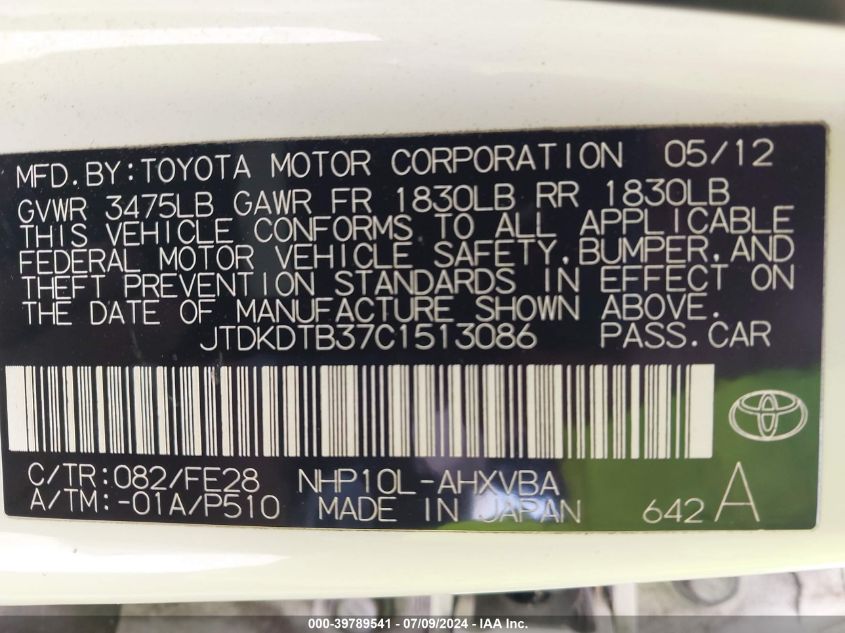 MFD. BY: TOYOTA MOTOR CORPORATION 05/12
GVWR 3475LB GAWR FR 1830LB RR 1830LB
THIS VEHICLE CONFORMS TO ALL APPLICABLE
FEDERAL MOTOR VEHICLE SAFETY, BUMPER, AND
THEFT PREVENTION STANDARDS IN EFFECT ON
THE DATE OF MANUFACTURE SHOWN ABOVE.
JTDKDTB37C1513086 PASS. CAR
C/TR: 082/FE28 NHP10L-AHXVBA
A/TM: -01A/P510 MADE IN JAPAN 642 A
000-39789541 - 07/09/2024 - IAA Inc.